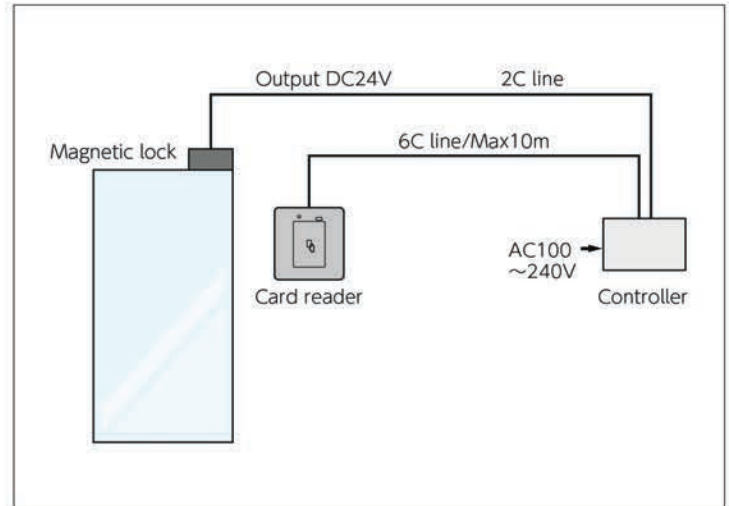 Output DC24V 2C line
6C line/Max10m
Magnetic lock
AC100
～240V
Card reader
Controller